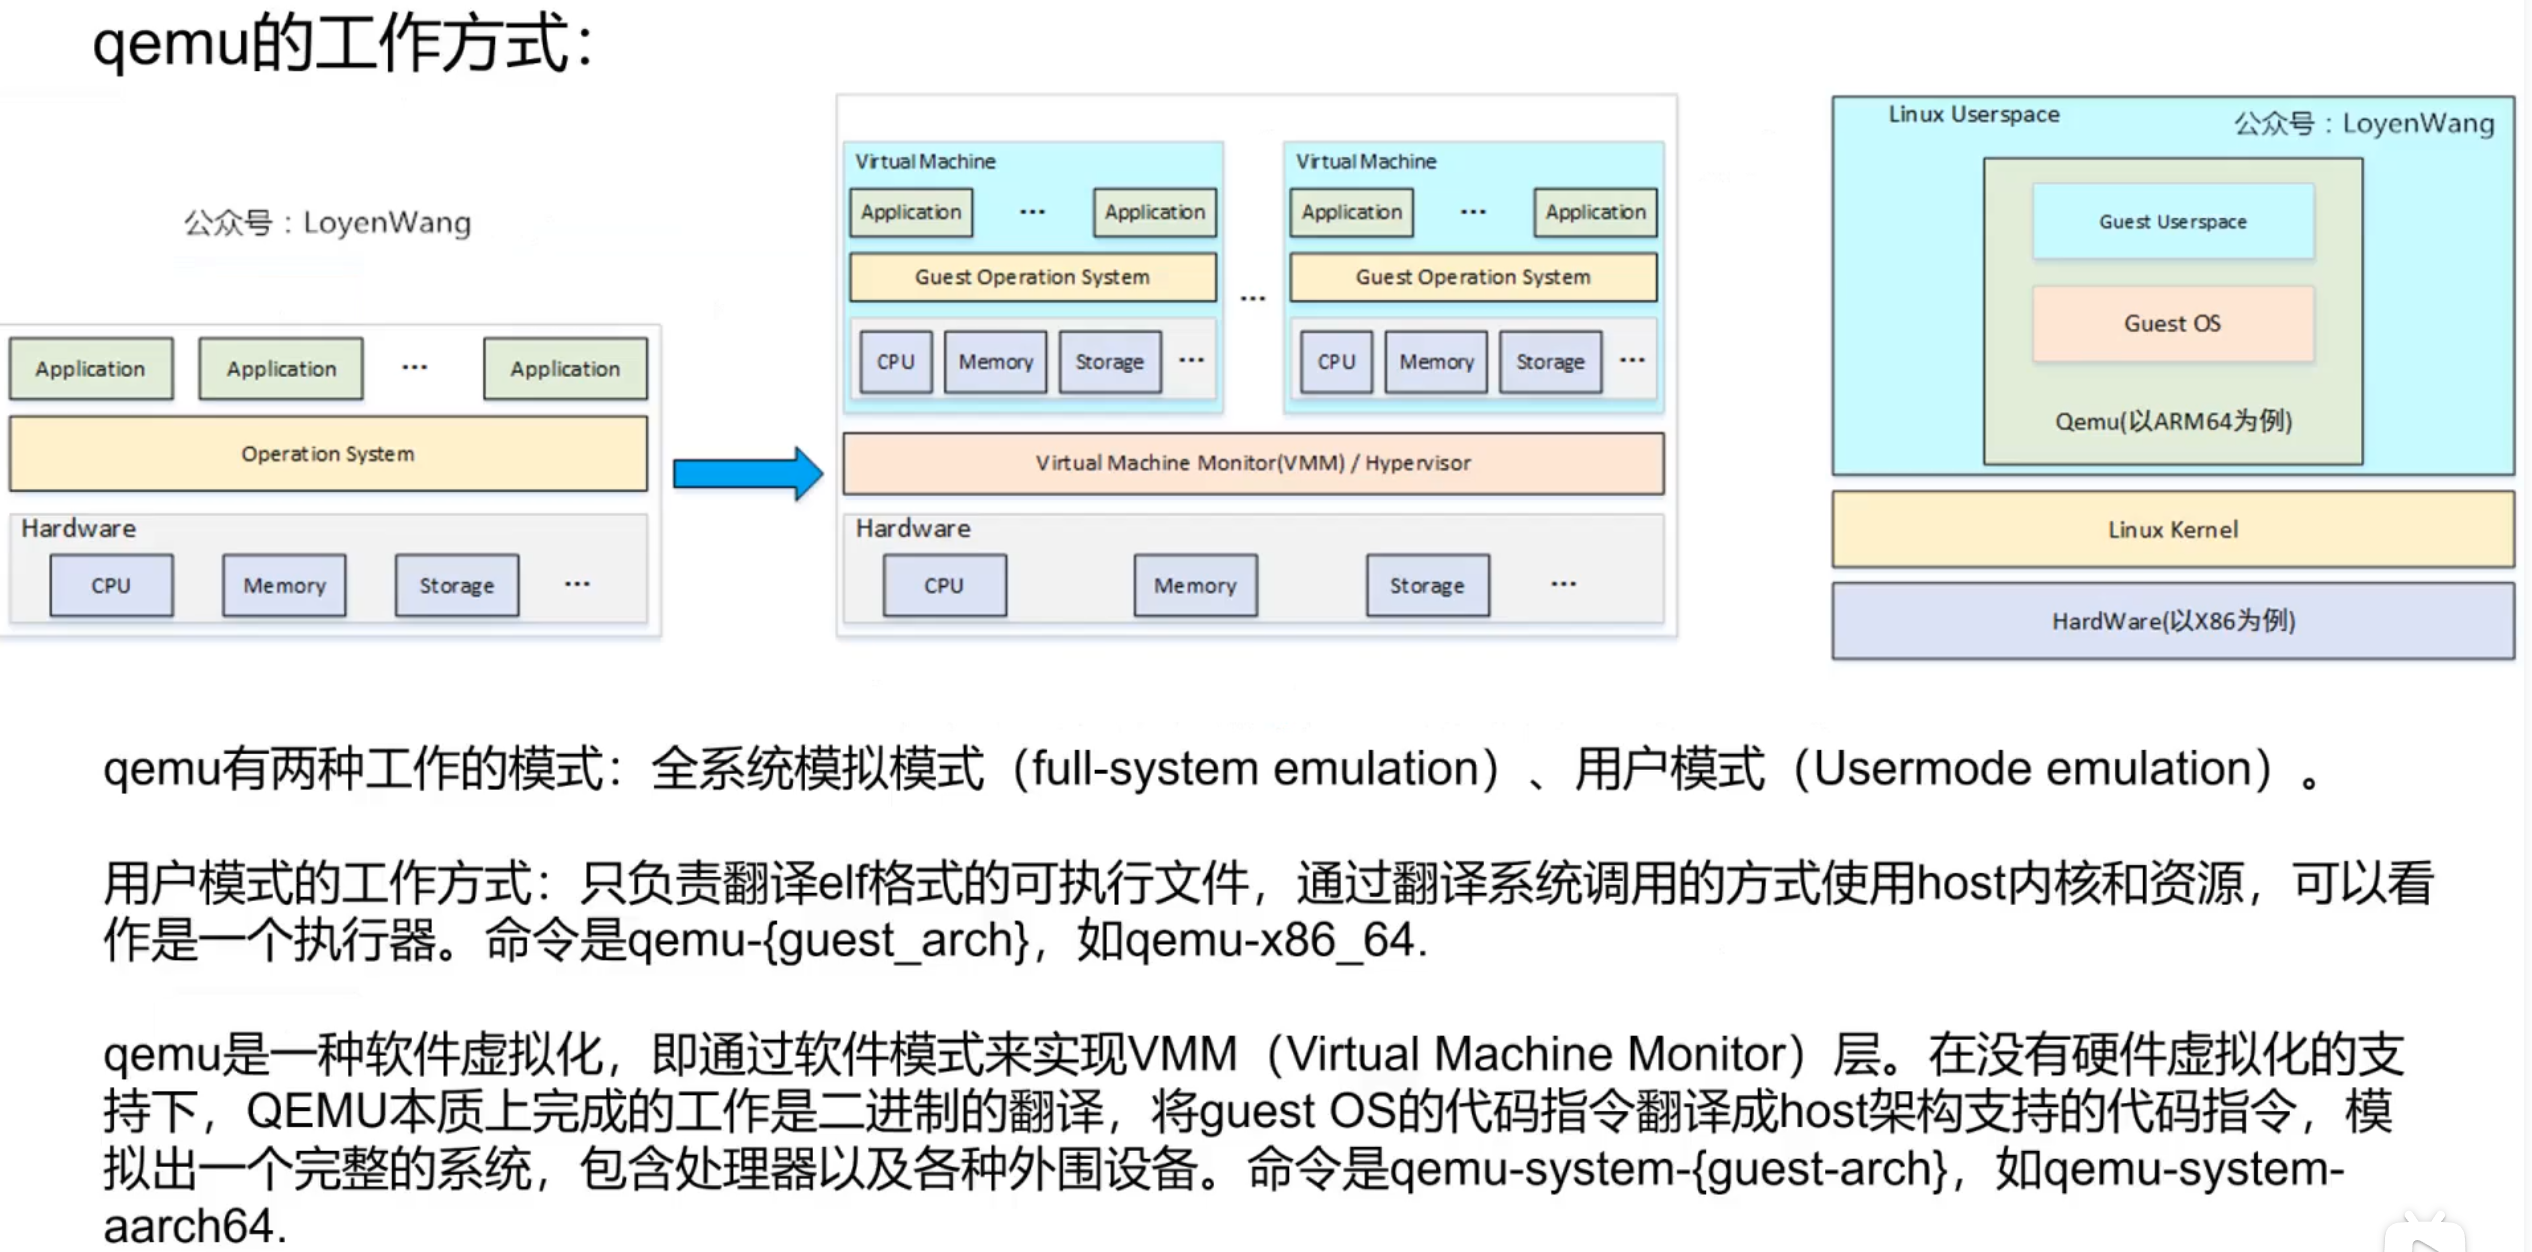 qemu的工作方式：
公众号：LoyenWang
Application Application ... Application
Operation System
Hardware
CPU Memory Storage ...
Virtual Machine
Application ... Application
Guest Operation System
CPU Memory Storage ...
...
Virtual Machine
Application ... Application
Guest Operation System
CPU Memory Storage ...
Virtual Machine Monitor(VMM) / Hypervisor
Hardware
CPU Memory Storage ...
Linux Userspace
公众号：LoyenWang
Guest Userspace
Guest OS
Qemu(以ARM64为例)
Linux Kernel
HardWare(以X86为例)
qemu有两种工作的模式：全系统模拟模式（full-system emulation）、用户模式（Usermode emulation）。
用户模式的工作方式：只负责翻译elf格式的可执行文件，通过翻译系统调用的方式使用host内核和资源，可以看
作是一个执行器。命令是qemu-{guest_arch}，如qemu-x86_64.
qemu是一种软件虚拟化，即通过软件模式来实现VMM（Virtual Machine Monitor）层。在没有硬件虚拟化的支
持下，QEMU本质上完成的工作是二进制的翻译，将guest OS的代码指令翻译成host架构支持的代码指令，模
拟出一个完整的系统，包含处理器以及各种外围设备。命令是qemu-system-{guest-arch}，如qemu-system-
aarch64.